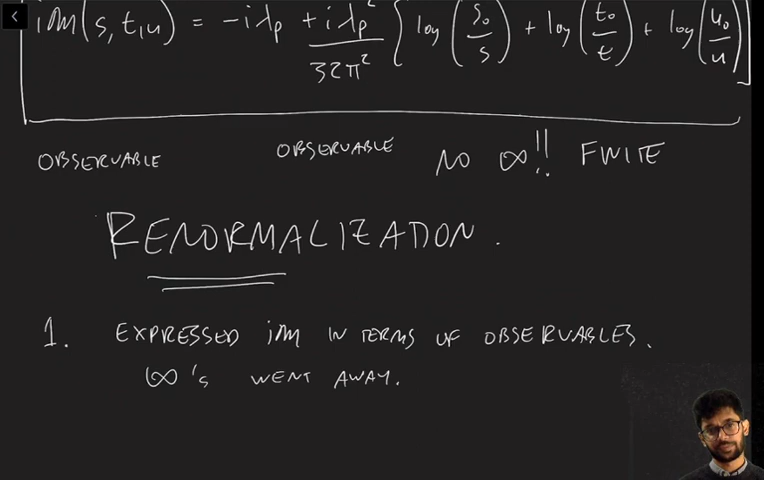 iM(s,t,u) = -iλp + iλp² / 32π² { log(s₀/s) + log(t₀/t) + log(u₀/u) ]
OBSERVABLE OBSERVABLE NO ∞!! FINITE
RENORMALIZATION.
1. EXPRESSED iM IN TERMS OF OBSERVABLES.
∞'s WENT AWAY.